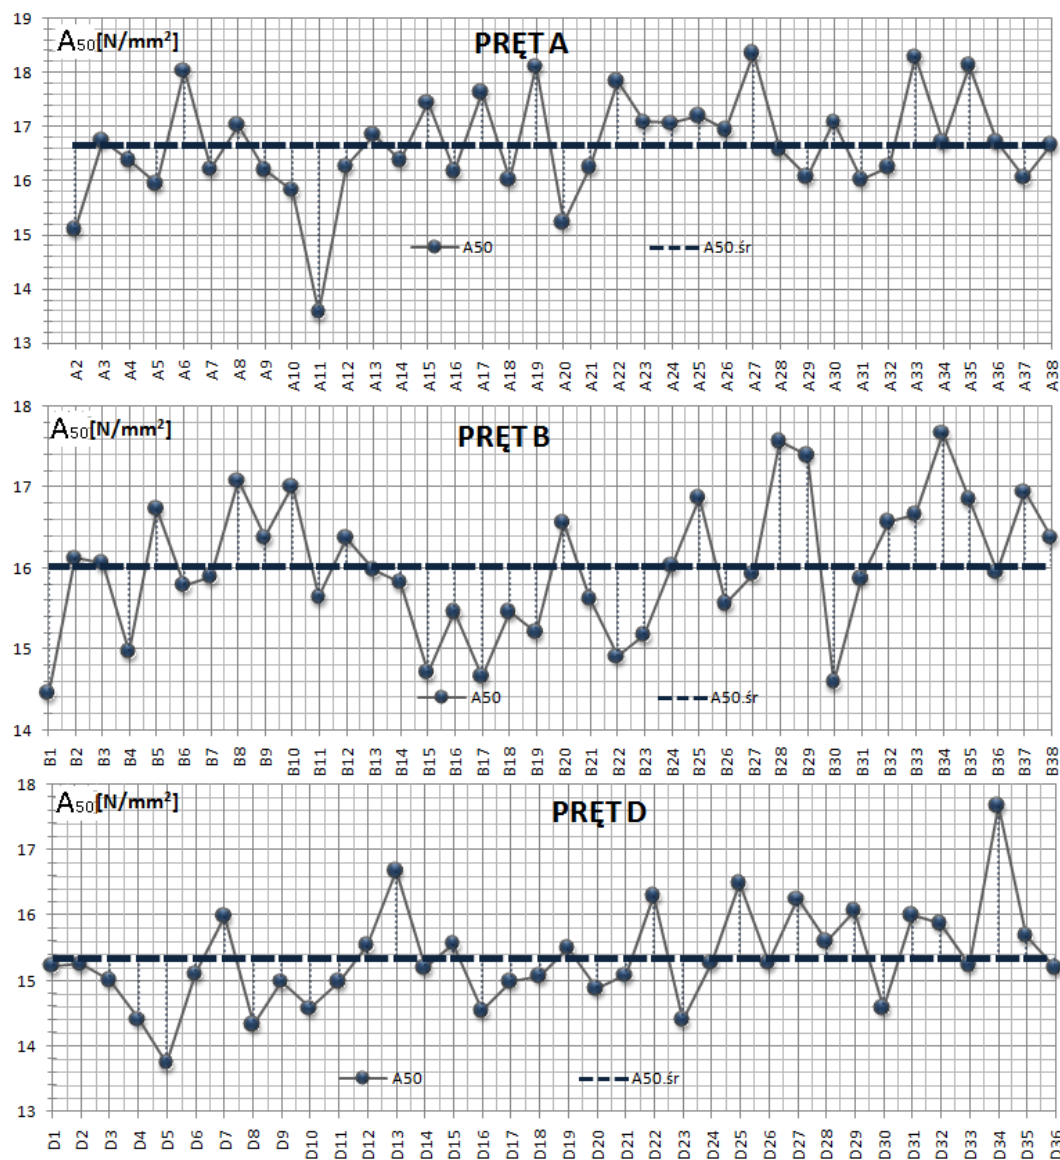 19
A50[N/mm²]
PRĘT A
18
17
16
15
A50
A50.śr
14
13
A2 A3 A4 A5 A6 A7 A8 A9 A10 A11 A12 A13 A14 A15 A16 A17 A18 A19 A20 A21 A22 A23 A24 A25 A26 A27 A28 A29 A30 A31 A32 A33 A34 A35 A36 A37 A38
18
A50[N/mm²]
PRĘT B
17
16
15
A50
A50.śr
14
B1 B2 B3 B4 B5 B6 B7 B8 B9 B10 B11 B12 B13 B14 B15 B16 B17 B18 B19 B20 B21 B22 B23 B24 B25 B26 B27 B28 B29 B30 B31 B32 B33 B34 B35 B36 B37 B38
18
A50[N/mm²]
PRĘT D
17
16
15
14
A50
A50.śr
13
D1 D2 D3 D4 D5 D6 D7 D8 D9 D10 D11 D12 D13 D14 D15 D16 D17 D18 D19 D20 D21 D22 D23 D24 D25 D26 D27 D28 D29 D30 D31 D32 D33 D34 D35 D36